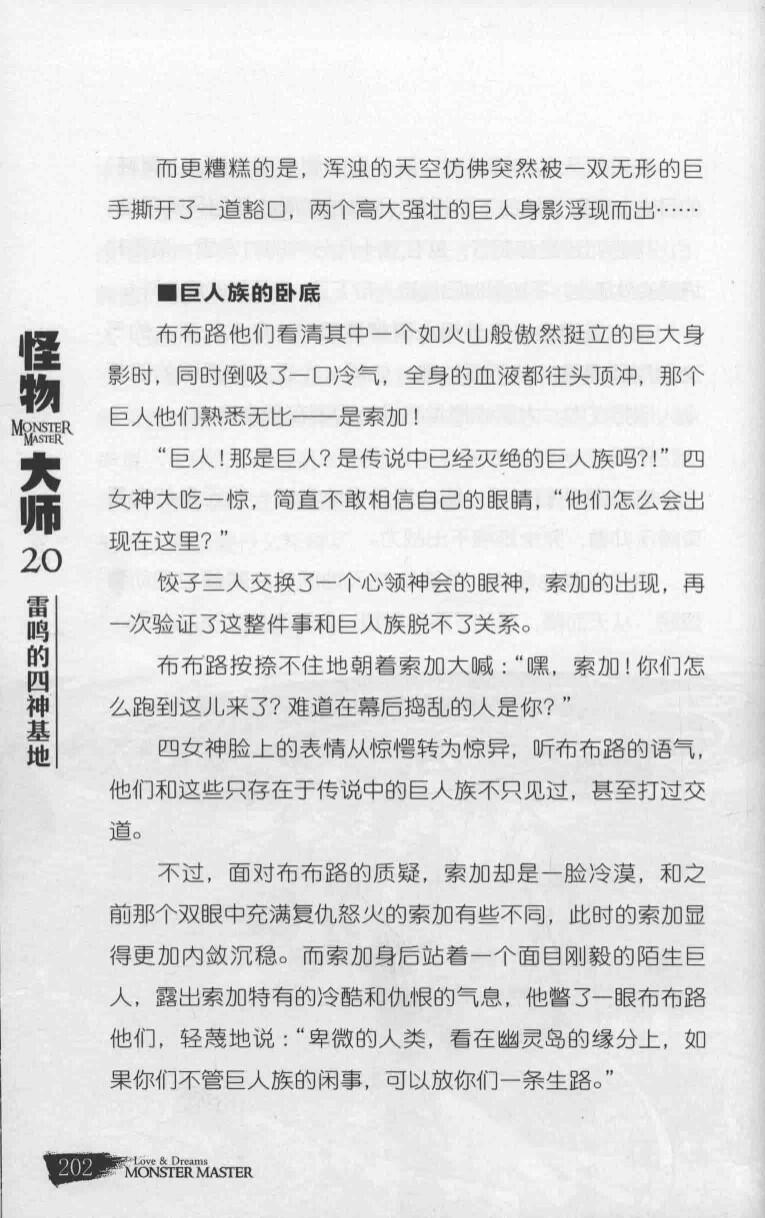 而更糟糕的是，浑浊的天空仿佛突然被一双无形的巨
手撕开了一道豁口，两个高大强壮的巨人身影浮现而出……
■巨人族的卧底
布布路他们看清其中一个如火山般傲然挺立的巨大身
影时，同时倒吸了一口冷气，全身的血液都往头顶冲，那个
巨人他们熟悉无比——是索加！
“巨人！那是巨人？是传说中已经灭绝的巨人族吗?!”四
女神大吃一惊，简直不敢相信自己的眼睛，“他们怎么会出
现在这里？”
饺子三人交换了一个心领神会的眼神，索加的出现，再
一次验证了这整件事和巨人族脱不了关系。
布布路按捺不住地朝着索加大喊：“嘿，索加！你们怎
么跑到这儿来了？难道在幕后捣乱的人是你？”
四女神脸上的表情从惊愕转为惊异，听布布路的语气，
他们和这些只存在于传说中的巨人族不只见过，甚至打过交
道。
不过，面对布布路的质疑，索加却是一脸冷漠，和之
前那个双眼中充满复仇怒火的索加有些不同，此时的索加显
得更加内敛沉稳。而索加身后站着一个面目刚毅的陌生巨
人，露出索加特有的冷酷和仇恨的气息，他瞥了一眼布布路
他们，轻蔑地说：“卑微的人类，看在幽灵岛的缘分上，如
果你们不管巨人族的闲事，可以放你们一条生路。”
怪物
MONSTER
MASTER
大师
20
雷鸣的四神基地
202
Love & Dreams
MONSTER MASTER